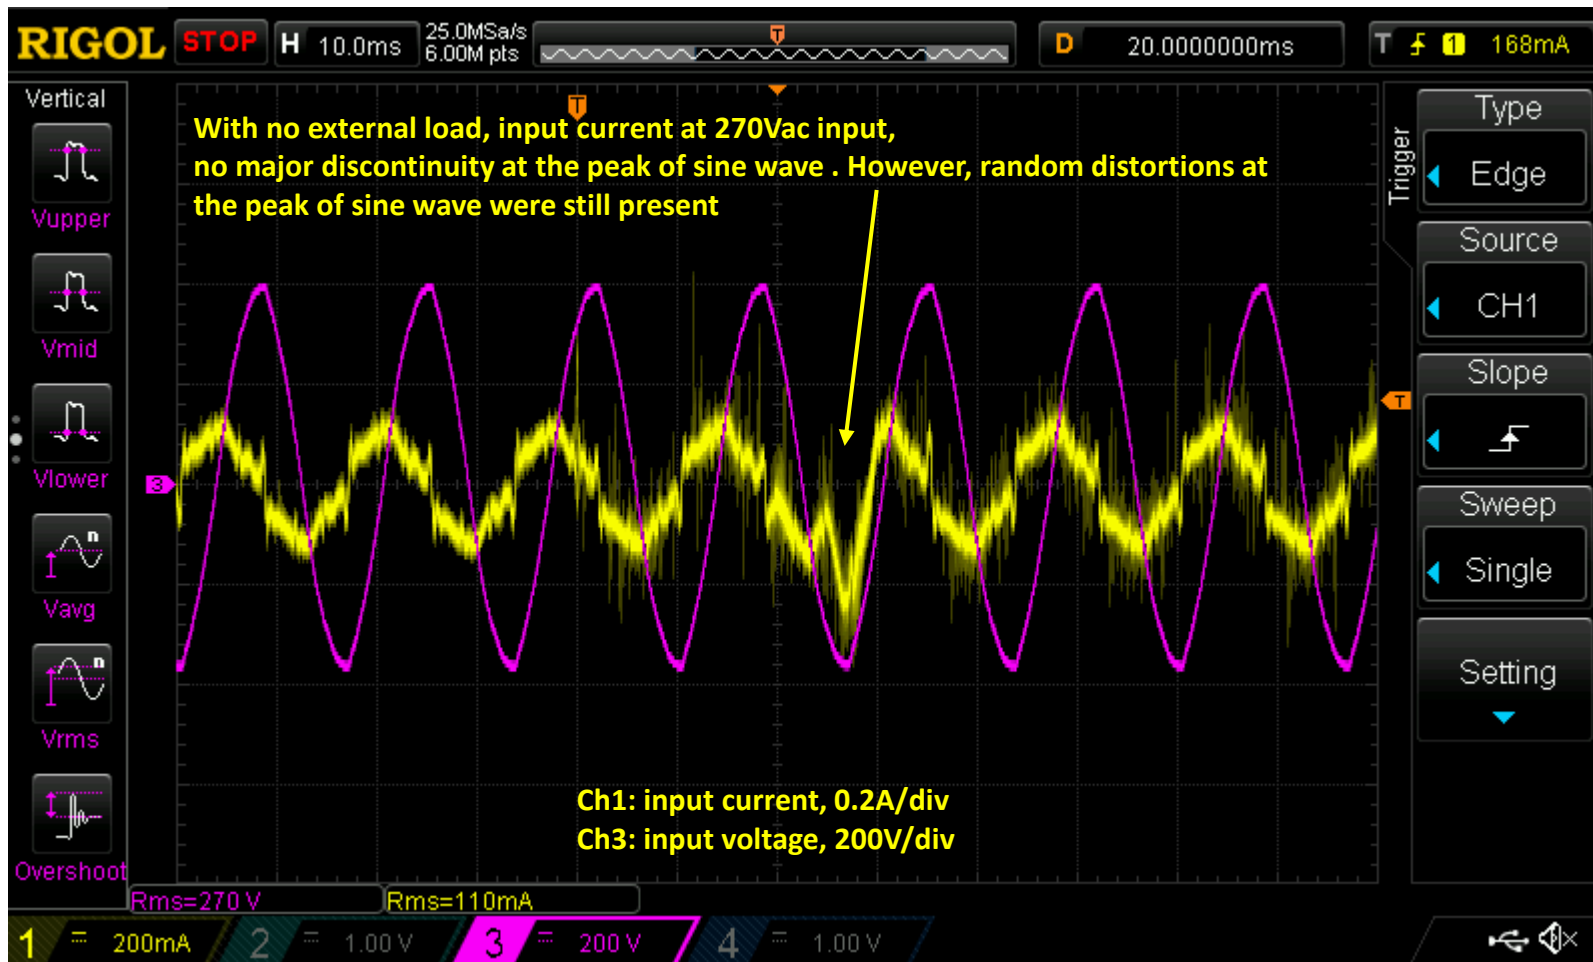 RIGOL STOP H 10.0ms 25.0MSa/s 6.00M pts T D 20.0000000ms T 1 168mA
Vertical
Vupper
Vmid
Vlower
n
Vavg
n
Vrms
Overshoot
T
With no external load, input current at 270Vac input,
no major discontinuity at the peak of sine wave . However, random distortions at
the peak of sine wave were still present
3
T
Ch1: input current, 0.2A/div
Ch3: input voltage, 200V/div
Trigger
Type
Edge
Source
CH1
Slope
Sweep
Single
Setting
Rms=270 V Rms=110mA
1 200mA 2 1.00 V 3 200 V 4 1.00 V